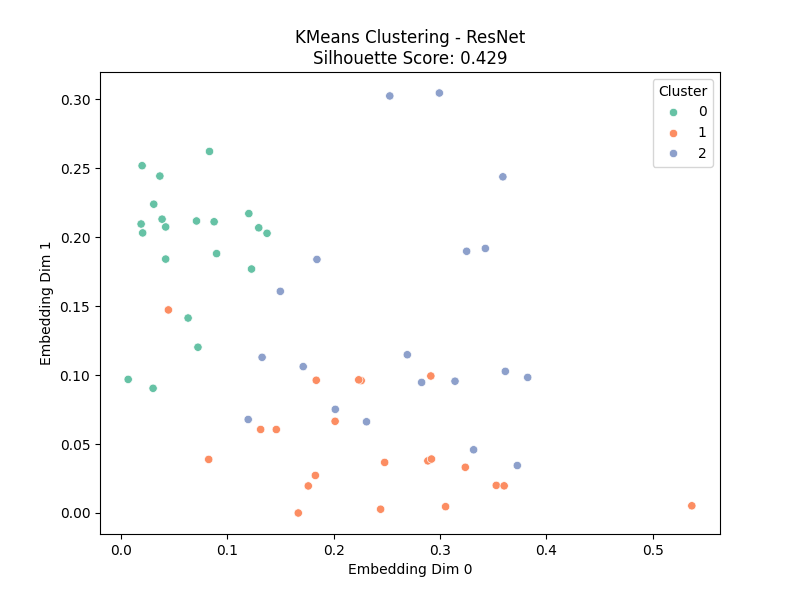 KMeans Clustering - ResNet
Silhouette Score: 0.429
Cluster
0
1
2
0.30
0.25
0.20
0.15
0.10
0.05
0.00
Embedding Dim 1
0.0 0.1 0.2 0.3 0.4 0.5
Embedding Dim 0